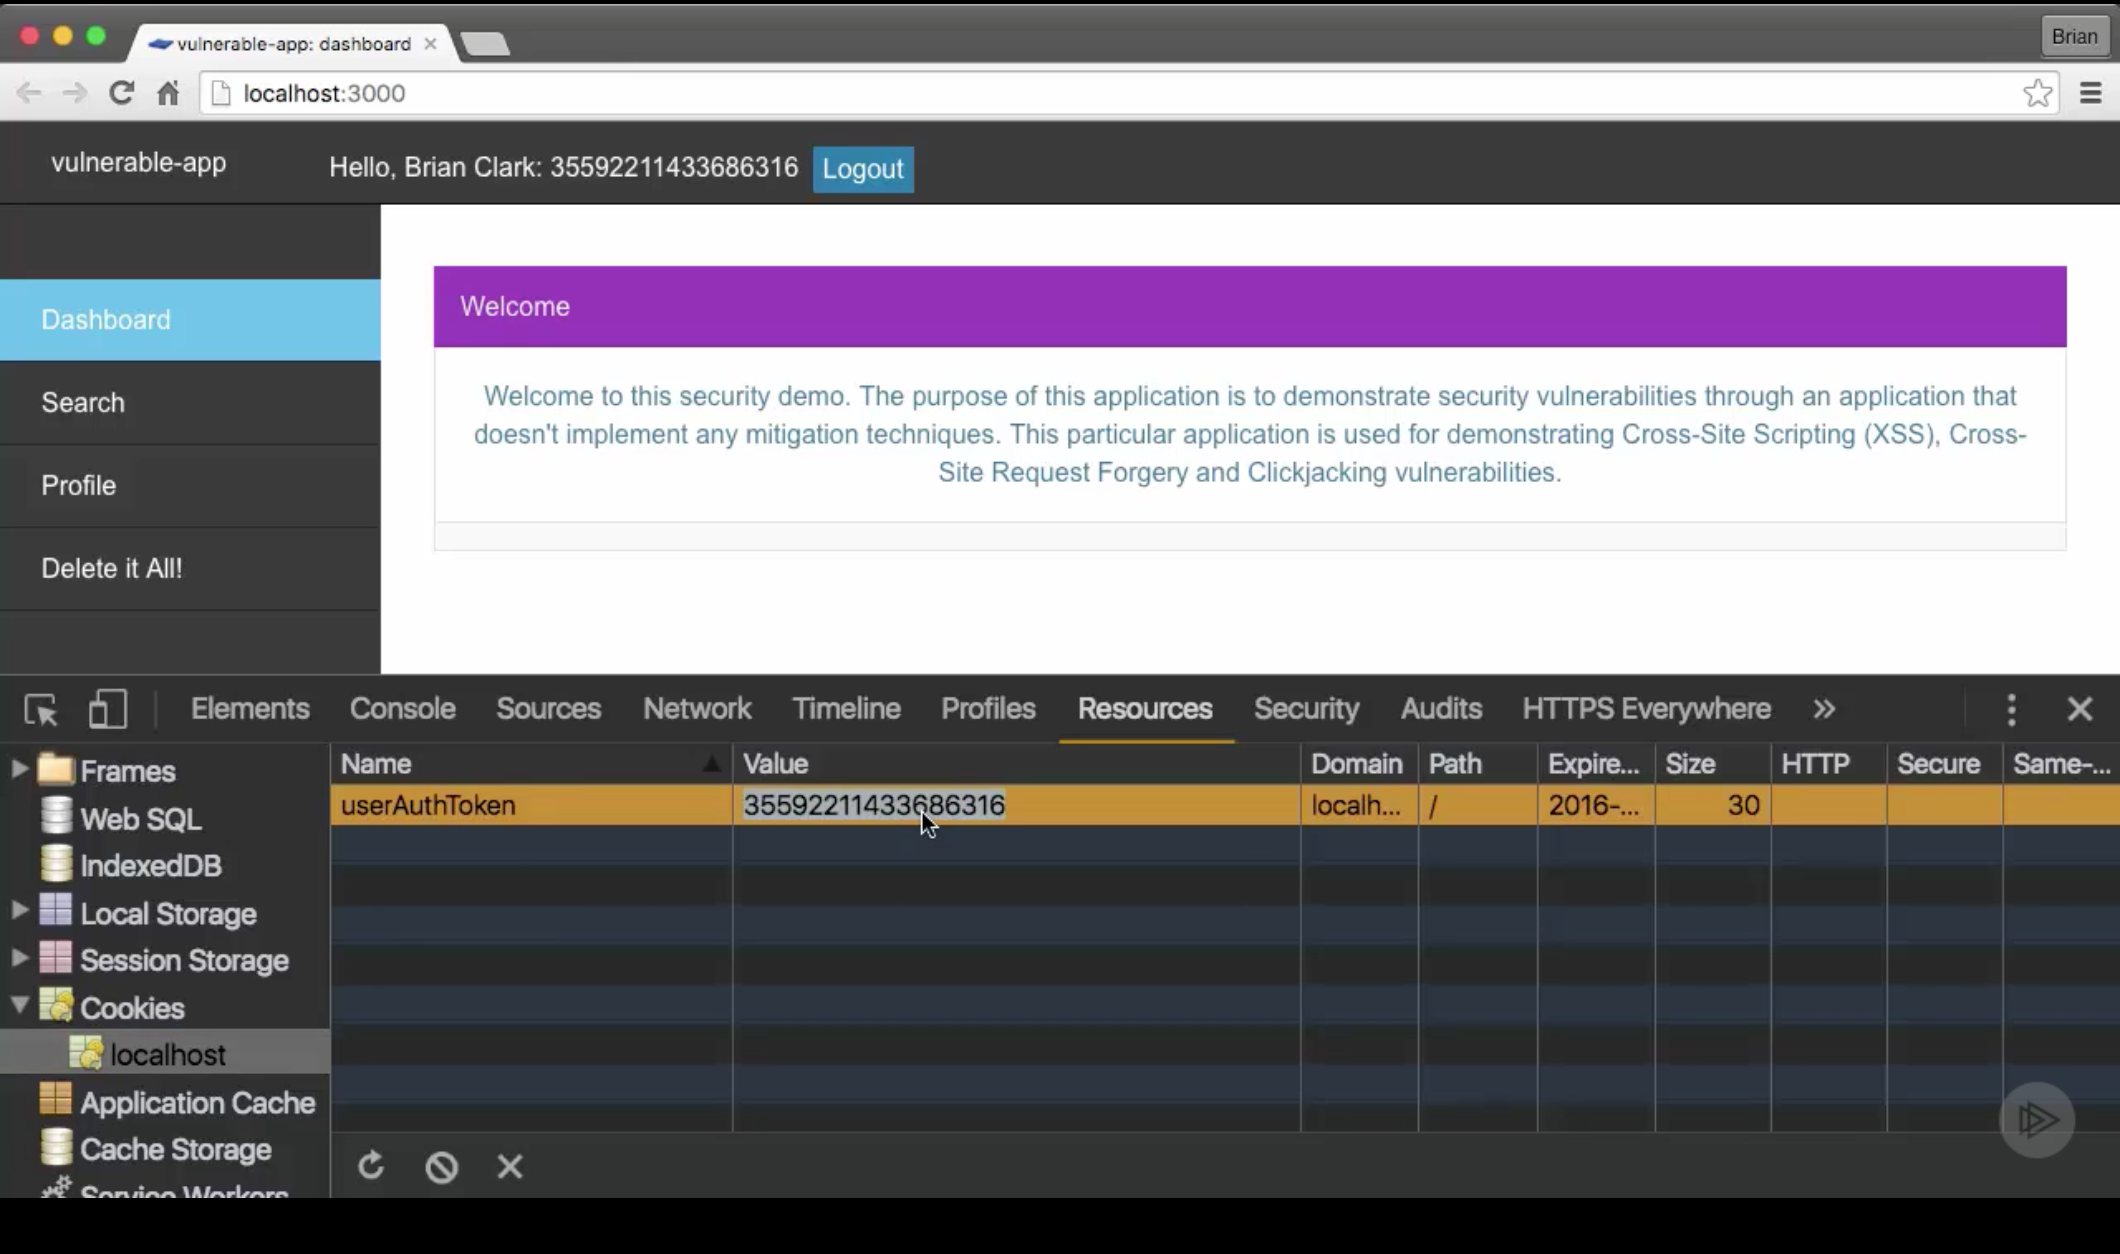 vulnerable-app: dashboard
Brian
localhost:3000
vulnerable-app
Hello, Brian Clark: 35592211433686316
Logout
Dashboard
Search
Profile
Delete it All!
Welcome
Welcome to this security demo. The purpose of this application is to demonstrate security vulnerabilities through an application that
doesn't implement any mitigation techniques. This particular application is used for demonstrating Cross-Site Scripting (XSS), Cross-
Site Request Forgery and Clickjacking vulnerabilities.
Elements Console Sources Network Timeline Profiles Resources Security Audits HTTPS Everywhere »
Frames
Web SQL
IndexedDB
Local Storage
Session Storage
Cookies
localhost
Application Cache
Cache Storage
Service Workers
Name Value Domain Path Expire... Size HTTP Secure Same-...
userAuthToken 35592211433686316 localh... / 2016-... 30